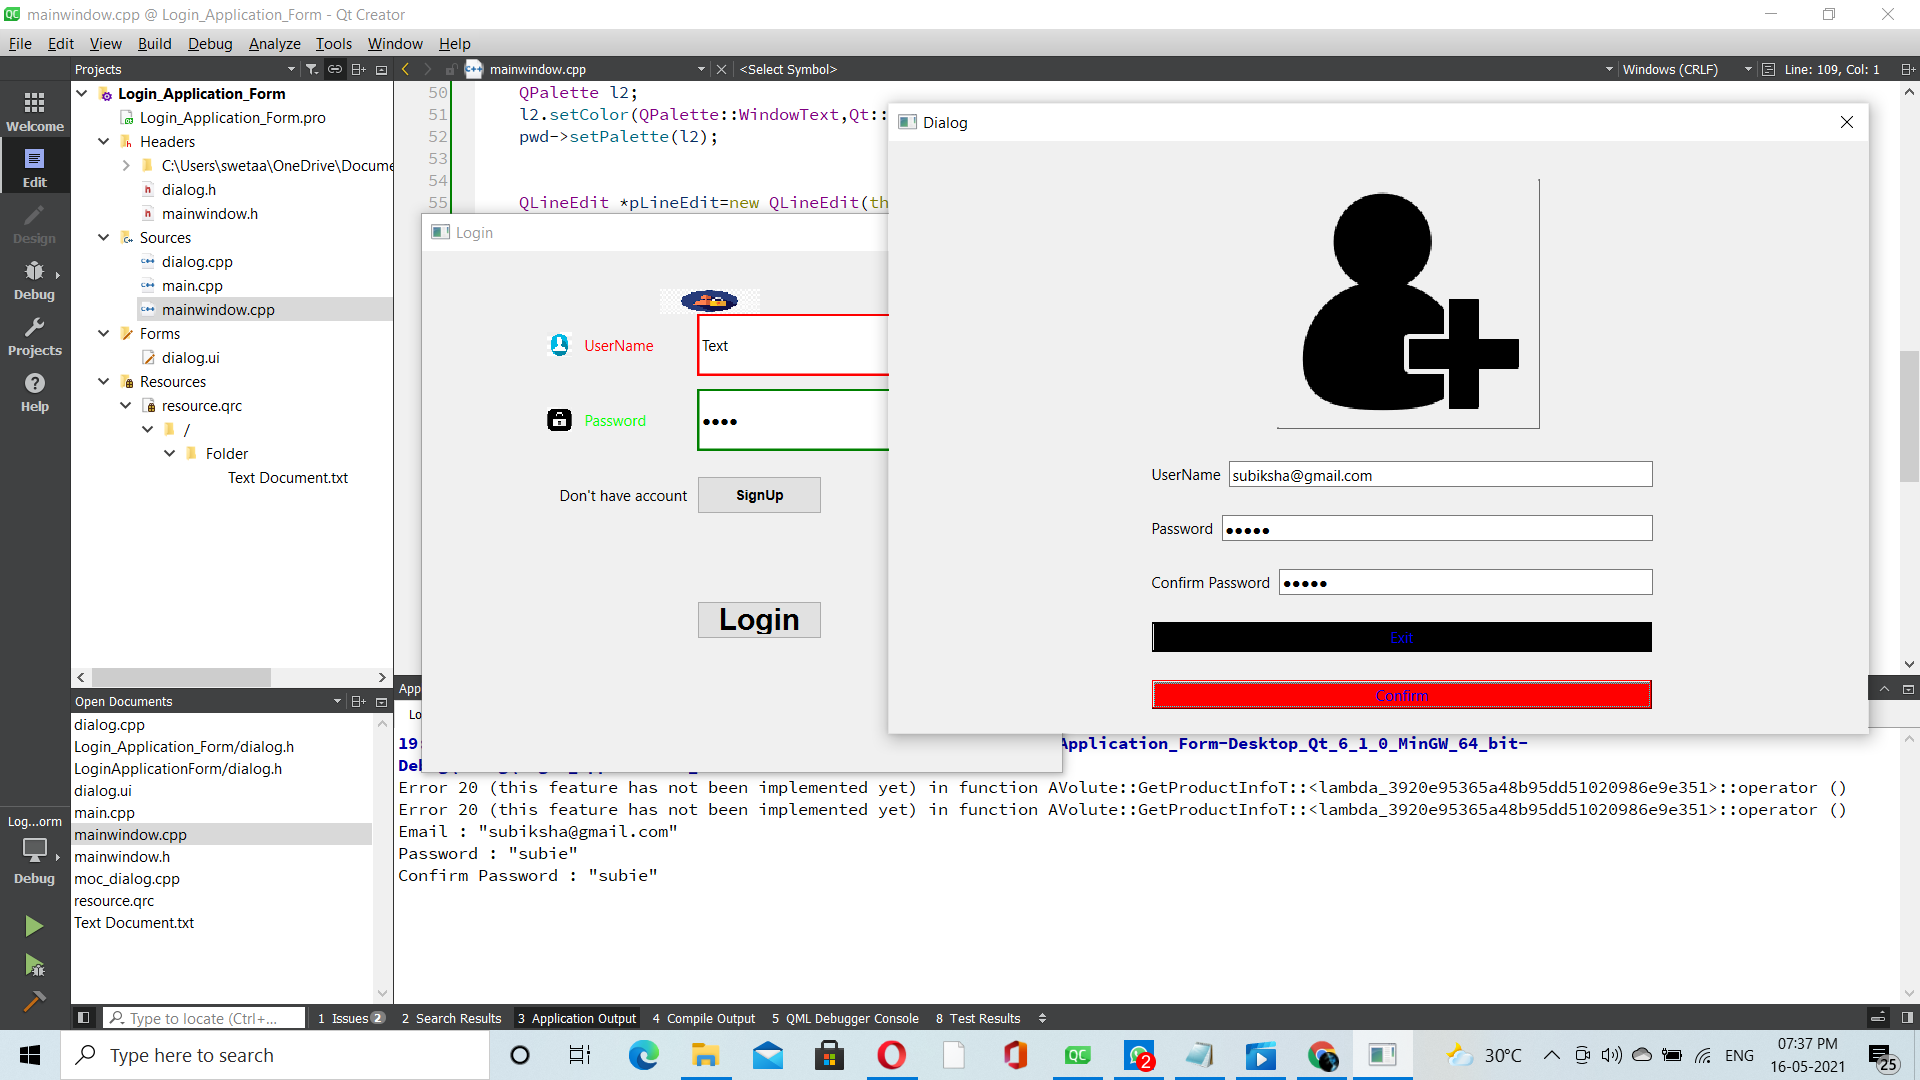 mainwindow.cpp @ Login_Application_Form - Qt Creator
File Edit View Build Debug Analyze Tools Window Help
Projects
mainwindow.cpp
<Select Symbol>
Windows (CRLF)
Line: 109, Col: 1
Welcome
Edit
Design
Debug
Projects
Help
Login_Application_Form
Login_Application_Form.pro
Headers
C:\Users\swetaa\OneDrive\Docume
dialog.h
mainwindow.h
Sources
dialog.cpp
main.cpp
mainwindow.cpp
Forms
dialog.ui
Resources
resource.qrc
/
Folder
Text Document.txt
50 QPalette l2;
51 l2.setColor(QPalette::WindowText,Qt::
52 pwd->setPalette(l2);
53
54
55 QLineEdit *pLineEdit=new QLineEdit(th
Login
UserName
Text
Password
••••
Don't have account
SignUp
Login
Dialog
UserName
subiksha@gmail.com
Password
•••••
Confirm Password
•••••
Exit
Confirm
Open Documents
dialog.cpp
Login_Application_Form/dialog.h
LoginApplicationForm/dialog.h
dialog.ui
main.cpp
mainwindow.cpp
mainwindow.h
moc_dialog.cpp
resource.qrc
Text Document.txt
Log...orm
Debug
App
Lo
19:
Application_Form-Desktop_Qt_6_1_0_MinGW_64_bit-
Error 20 (this feature has not been implemented yet) in function AVolute::GetProductInfoT::<lambda_3920e95365a48b95dd51020986e9e351>::operator ()
Error 20 (this feature has not been implemented yet) in function AVolute::GetProductInfoT::<lambda_3920e95365a48b95dd51020986e9e351>::operator ()
Email : "subiksha@gmail.com"
Password : "subie"
Confirm Password : "subie"
Type to locate (Ctrl+...
1 Issues 2
2 Search Results
3 Application Output
4 Compile Output
5 QML Debugger Console
8 Test Results
Type here to search
QC
2
30°C
ENG
07:37 PM
16-05-2021
25